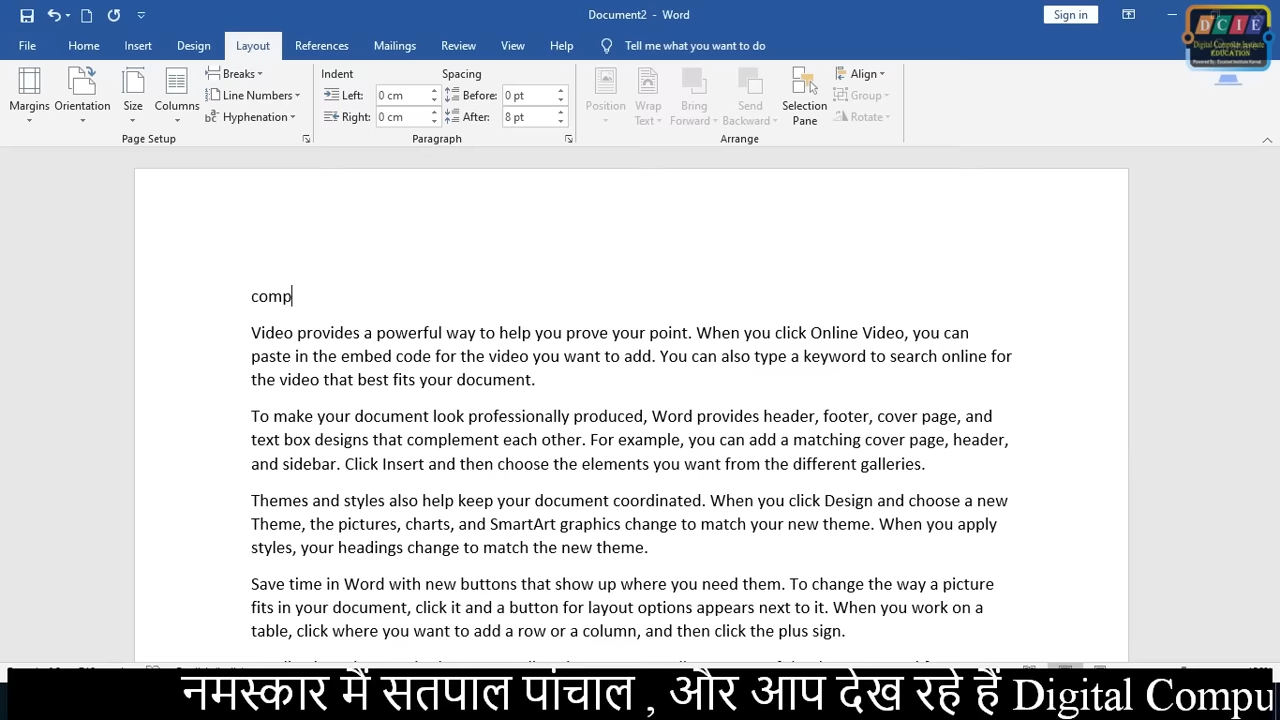 Document2 - Word
Sign in
File Home Insert Design Layout References Mailings Review View Help Tell me what you want to do
Margins Orientation Size Columns
Breaks
Line Numbers
Hyphenation
Page Setup
Indent
Left: 0 cm
Right: 0 cm
Spacing
Before: 0 pt
After: 8 pt
Paragraph
Position Wrap Text Bring Forward Send Backward Selection Pane
Align
Group
Rotate
Arrange
DCIE
Digital Computer Institute
EDUCATION
comp
Video provides a powerful way to help you prove your point. When you click Online Video, you can
paste in the embed code for the video you want to add. You can also type a keyword to search online for
the video that best fits your document.
To make your document look professionally produced, Word provides header, footer, cover page, and
text box designs that complement each other. For example, you can add a matching cover page, header,
and sidebar. Click Insert and then choose the elements you want from the different galleries.
Themes and styles also help keep your document coordinated. When you click Design and choose a new
Theme, the pictures, charts, and SmartArt graphics change to match your new theme. When you apply
styles, your headings change to match the new theme.
Save time in Word with new buttons that show up where you need them. To change the way a picture
fits in your document, click it and a button for layout options appears next to it. When you work on a
table, click where you want to add a row or a column, and then click the plus sign.
नमस्कार मैं सतपाल पांचाल , और आप देख रहे हैं Digital Compu